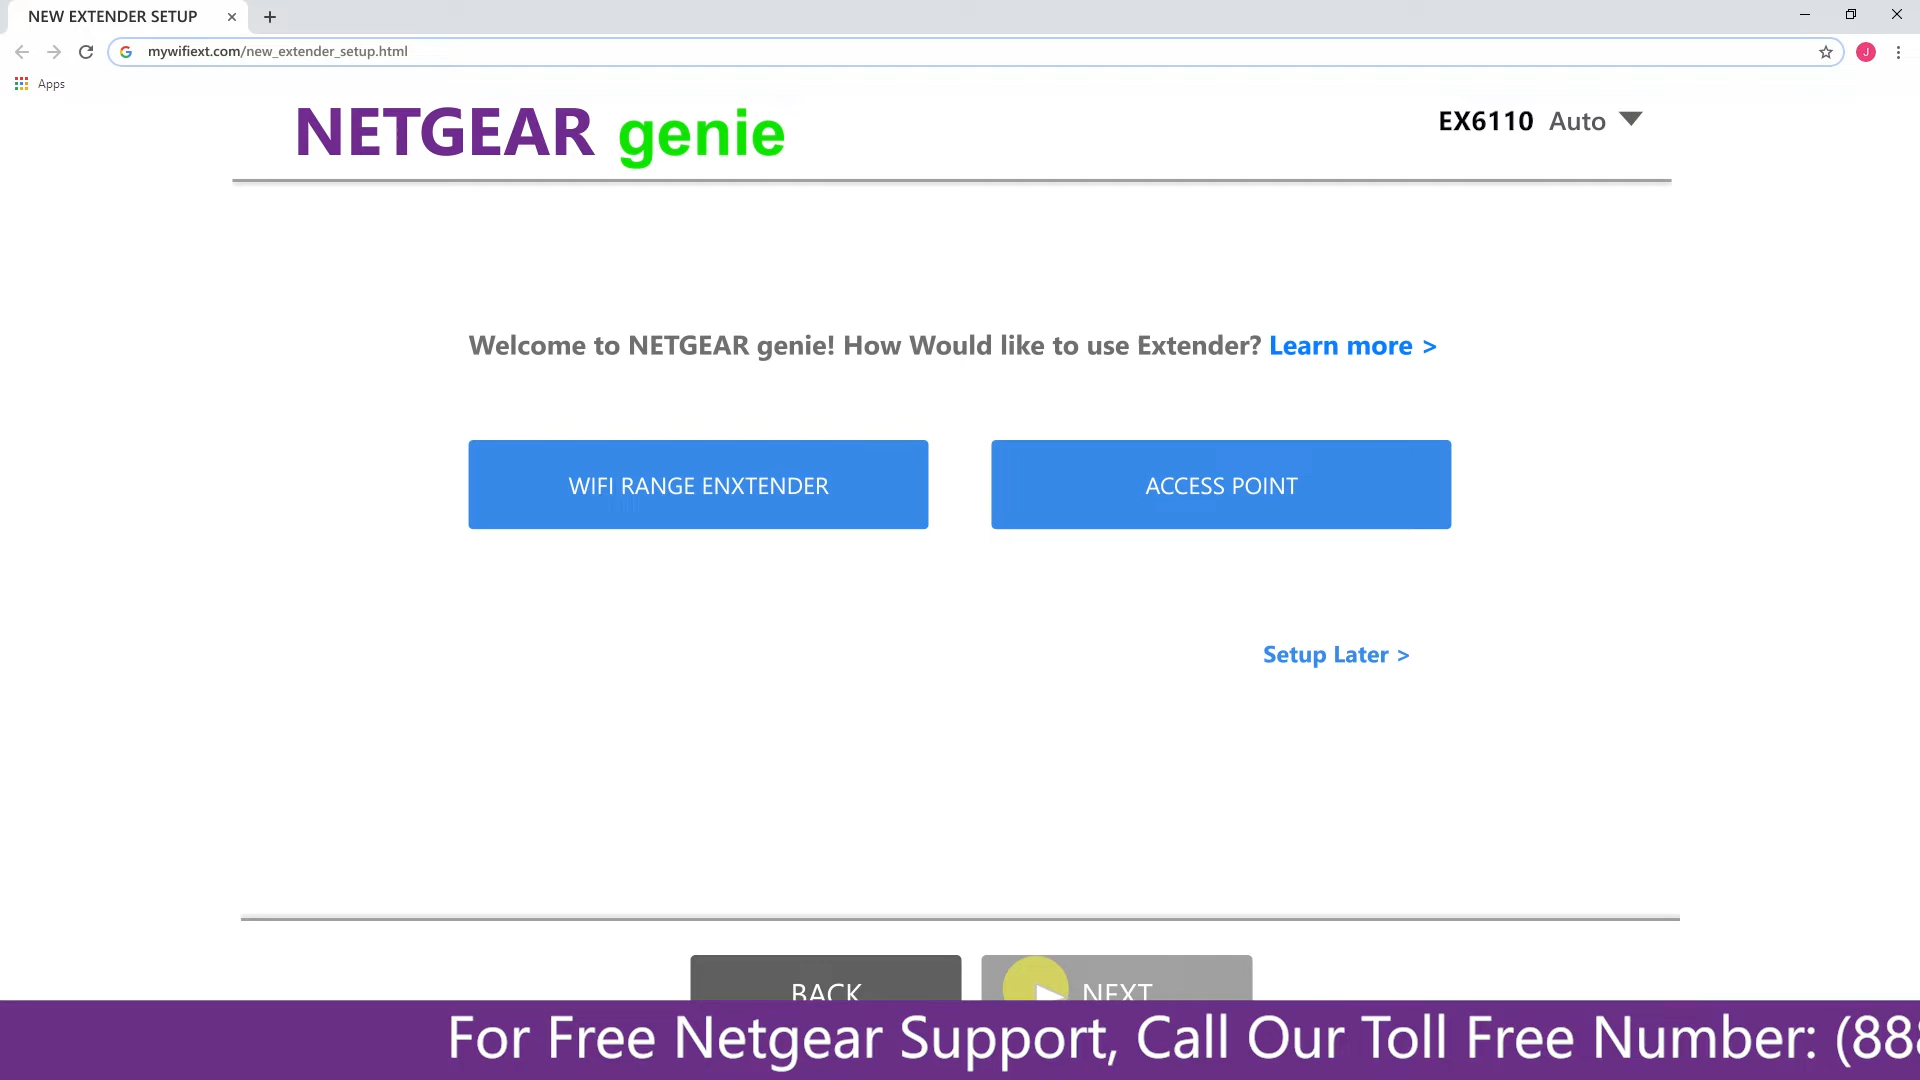 NEW EXTENDER SETUP
mywifiext.com/new_extender_setup.html
J
Apps
NETGEAR genie
EX6110 Auto
Welcome to NETGEAR genie! How Would like to use Extender? Learn more >
WIFI RANGE ENXTENDER
ACCESS POINT
Setup Later >
BACK
NEXT
For Free Netgear Support, Call Our Toll Free Number: (88